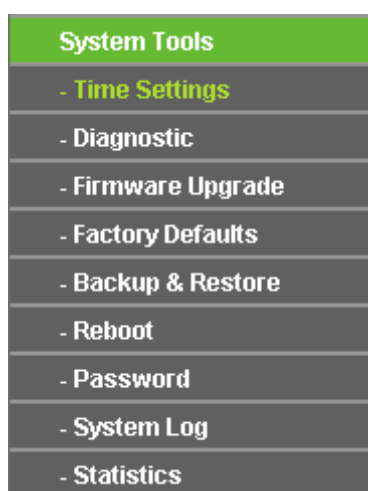 System Tools
- Time Settings
- Diagnostic
- Firmware Upgrade
- Factory Defaults
- Backup & Restore
- Reboot
- Password
- System Log
- Statistics